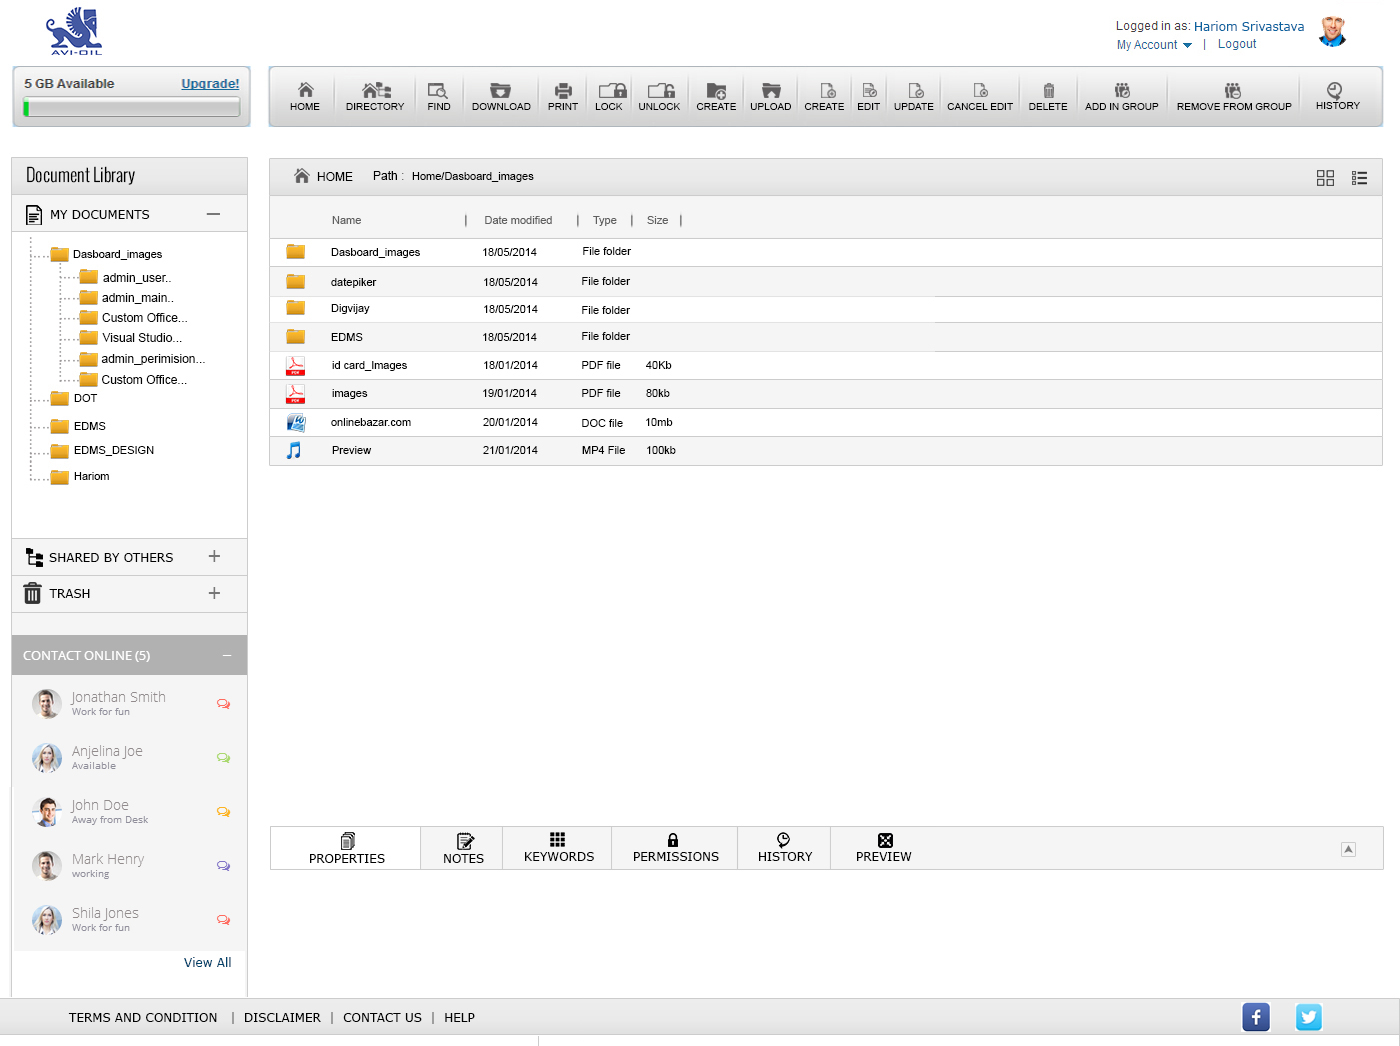 AVI-OIL
Logged in as: Hariom Srivastava
My Account | Logout
5 GB Available Upgrade!
HOME DIRECTORY FIND DOWNLOAD PRINT LOCK UNLOCK CREATE UPLOAD CREATE EDIT UPDATE CANCEL EDIT DELETE ADD IN GROUP REMOVE FROM GROUP HISTORY
Document Library
MY DOCUMENTS
Dasboard_images
admin_user..
admin_main..
Custom Office...
Visual Studio...
admin_perimision...
Custom Office...
DOT
EDMS
EDMS_DESIGN
Hariom
SHARED BY OTHERS
TRASH
CONTACT ONLINE (5)
Jonathan Smith
Work for fun
Anjelina Joe
Available
John Doe
Away from Desk
Mark Henry
working
Shila Jones
Work for fun
View All
HOME Path : Home/Dasboard_images
Name | Date modified | Type | Size |
Dasboard_images 18/05/2014 File folder
datepiker 18/05/2014 File folder
Digvijay 18/05/2014 File folder
EDMS 18/05/2014 File folder
id card_Images 18/01/2014 PDF file 40Kb
images 19/01/2014 PDF file 80kb
onlinebazar.com 20/01/2014 DOC file 10mb
Preview 21/01/2014 MP4 File 100kb
PROPERTIES NOTES KEYWORDS PERMISSIONS HISTORY PREVIEW
TERMS AND CONDITION | DISCLAIMER | CONTACT US | HELP